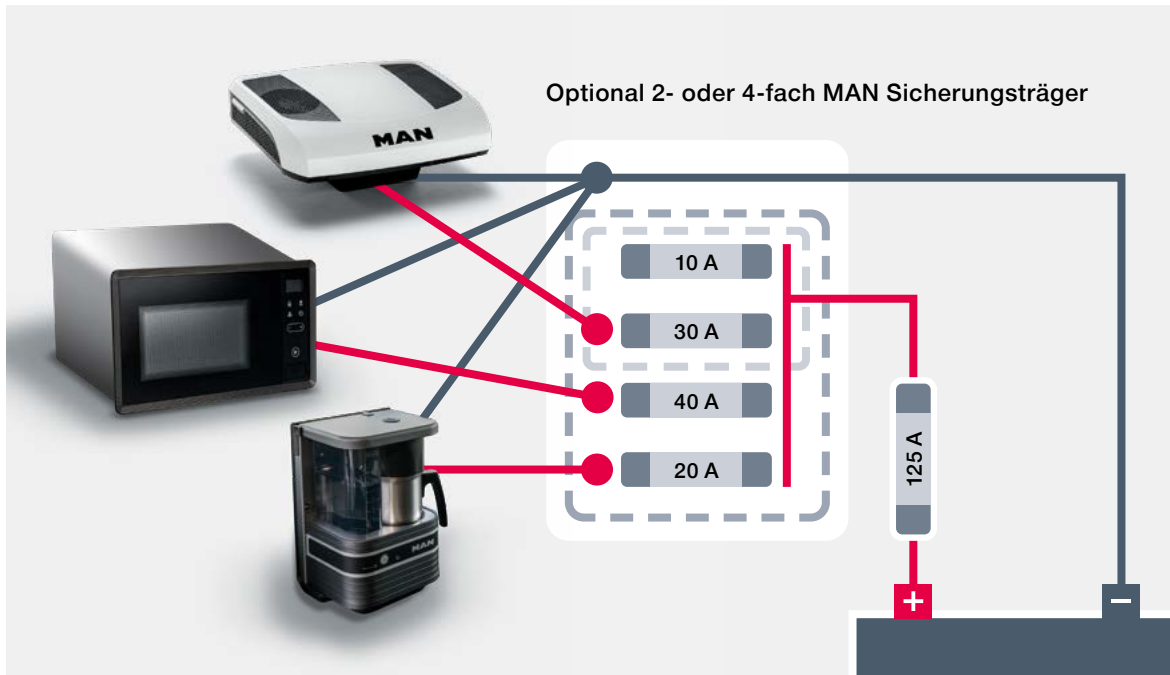 Optional 2- oder 4-fach MAN Sicherungsträger
MAN
10 A
30 A
40 A
20 A
125 A
MAN
+
−